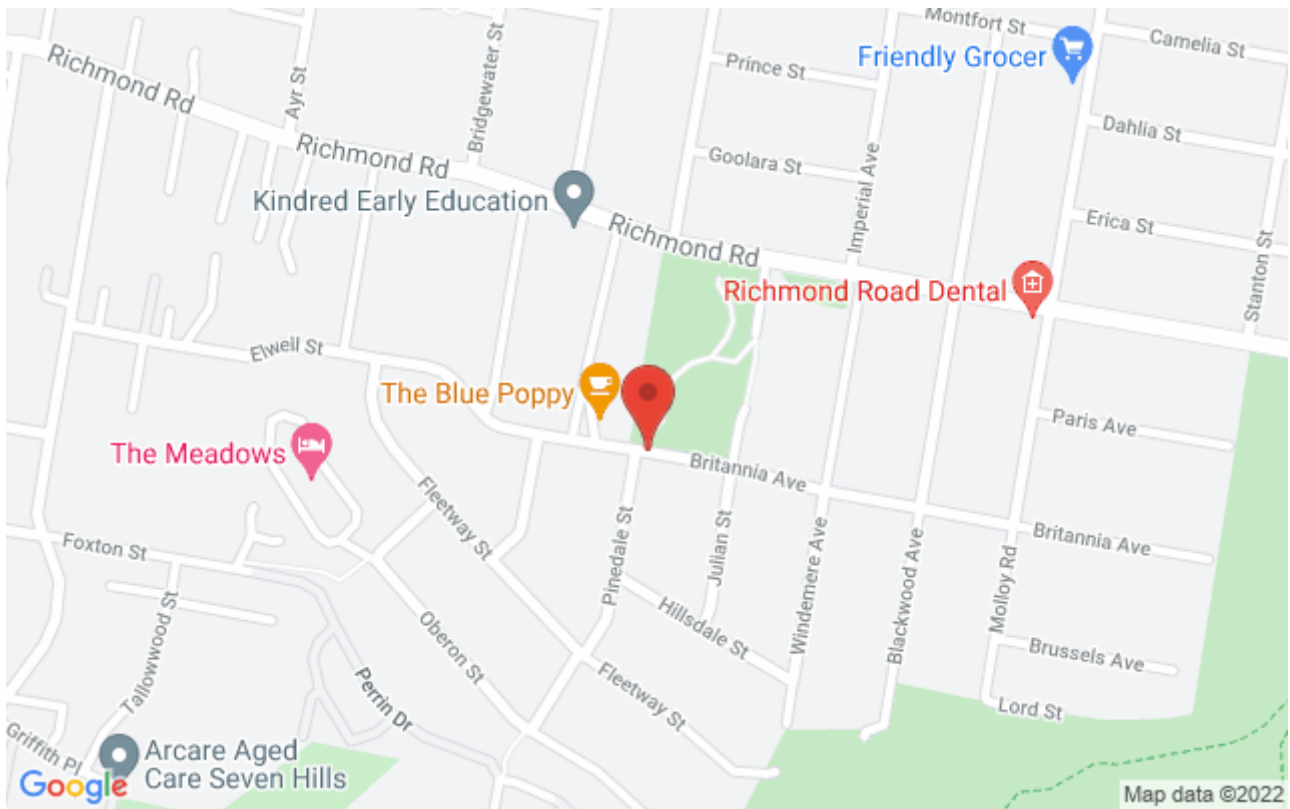 Montfort St
Camelia St
Friendly Grocer
Prince St
Richmond Rd
Ayr St
Bridgewater St
Dahlia St
Richmond Rd
Goolara St
Kindred Early Education
Imperial Ave
Erica St
Richmond Rd
Stanton St
Richmond Road Dental
Elwell St
The Blue Poppy
Paris Ave
The Meadows
Britannia Ave
Fleetway St
Britannia Ave
Foxton St
Pinedale St
Julian St
Windemere Ave
Blackwood Ave
Molloy Rd
Hillsdale St
Oberon St
Brussels Ave
Tallowwood St
Perrin Dr
Fleetway St
Lord St
Griffith Pl
Arcare Aged
Care Seven Hills
Google
Map data ©2022